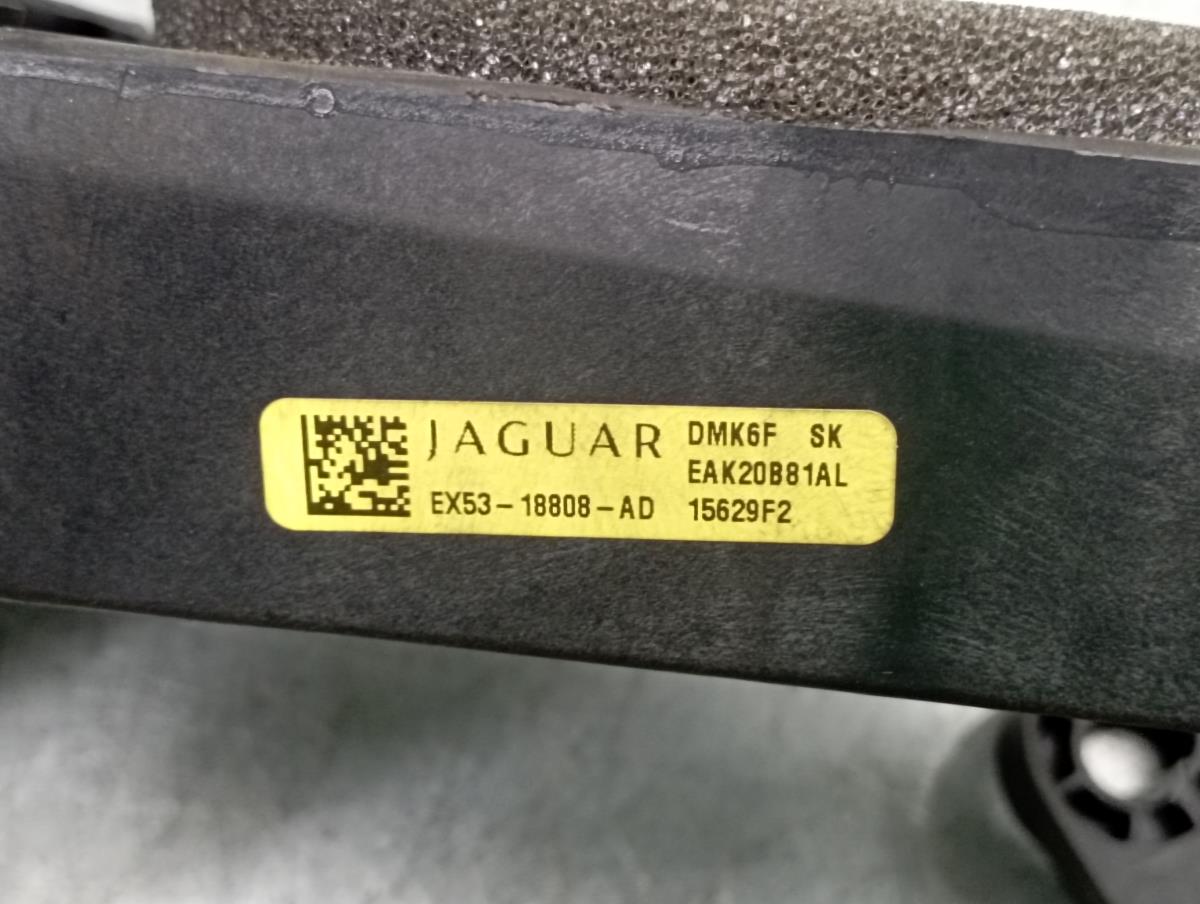 JAGUAR
EX53-18808-AD
DMK6F SK
EAK20B81AL
15629F2